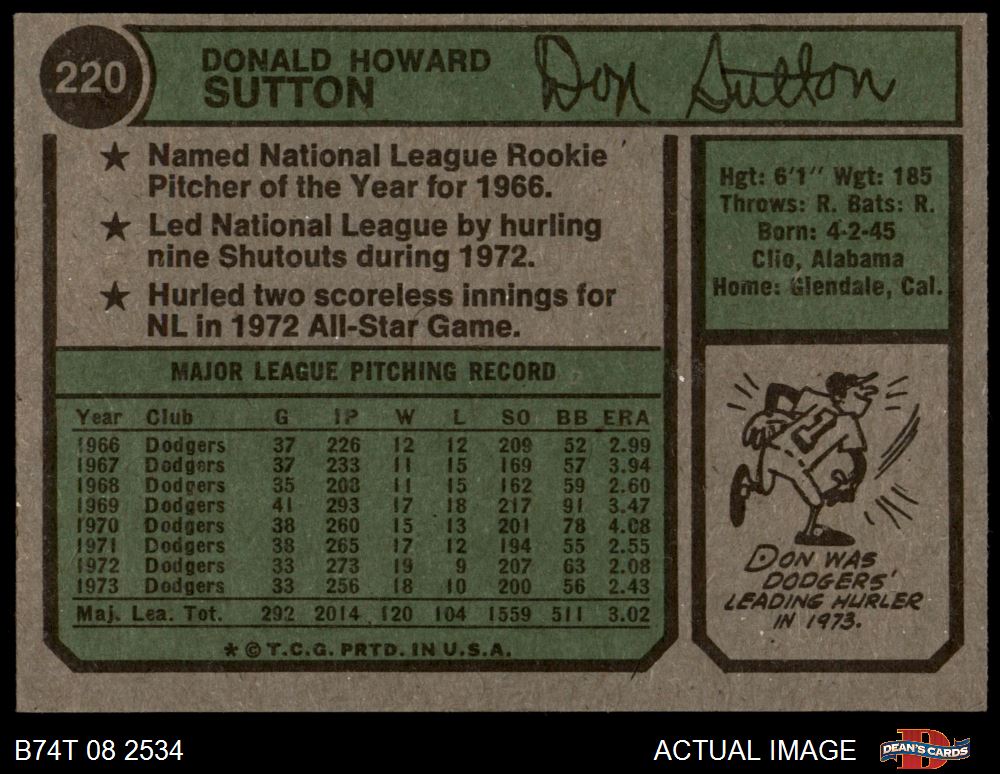 220
DONALD HOWARD
SUTTON
Don Sutton
★ Named National League Rookie
Pitcher of the Year for 1966.
★ Led National League by hurling
nine Shutouts during 1972.
★ Hurled two scoreless innings for
NL in 1972 All-Star Game.
Hgt: 6'1" Wgt: 185
Throws: R. Bats: R.
Born: 4-2-45
Clio, Alabama
Home: Glendale, Cal.
MAJOR LEAGUE PITCHING RECORD
Year Club G IP W L SO BB ERA
1966 Dodgers 37 226 12 12 209 52 2.99
1967 Dodgers 37 233 11 15 169 57 3.94
1968 Dodgers 35 208 11 15 162 59 2.60
1969 Dodgers 41 293 17 18 217 91 3.47
1970 Dodgers 38 260 15 13 201 78 4.08
1971 Dodgers 38 265 17 12 194 55 2.55
1972 Dodgers 33 273 19 9 207 63 2.08
1973 Dodgers 33 256 18 10 200 56 2.43
Maj. Lea. Tot. 292 2014 120 104 1559 511 3.02
* © T.C.G. PRTD. IN U.S.A.
1
DON WAS
DODGERS'
LEADING HURLER
IN 1973.
B74T 08 2534
ACTUAL IMAGE
DEAN'S CARDS